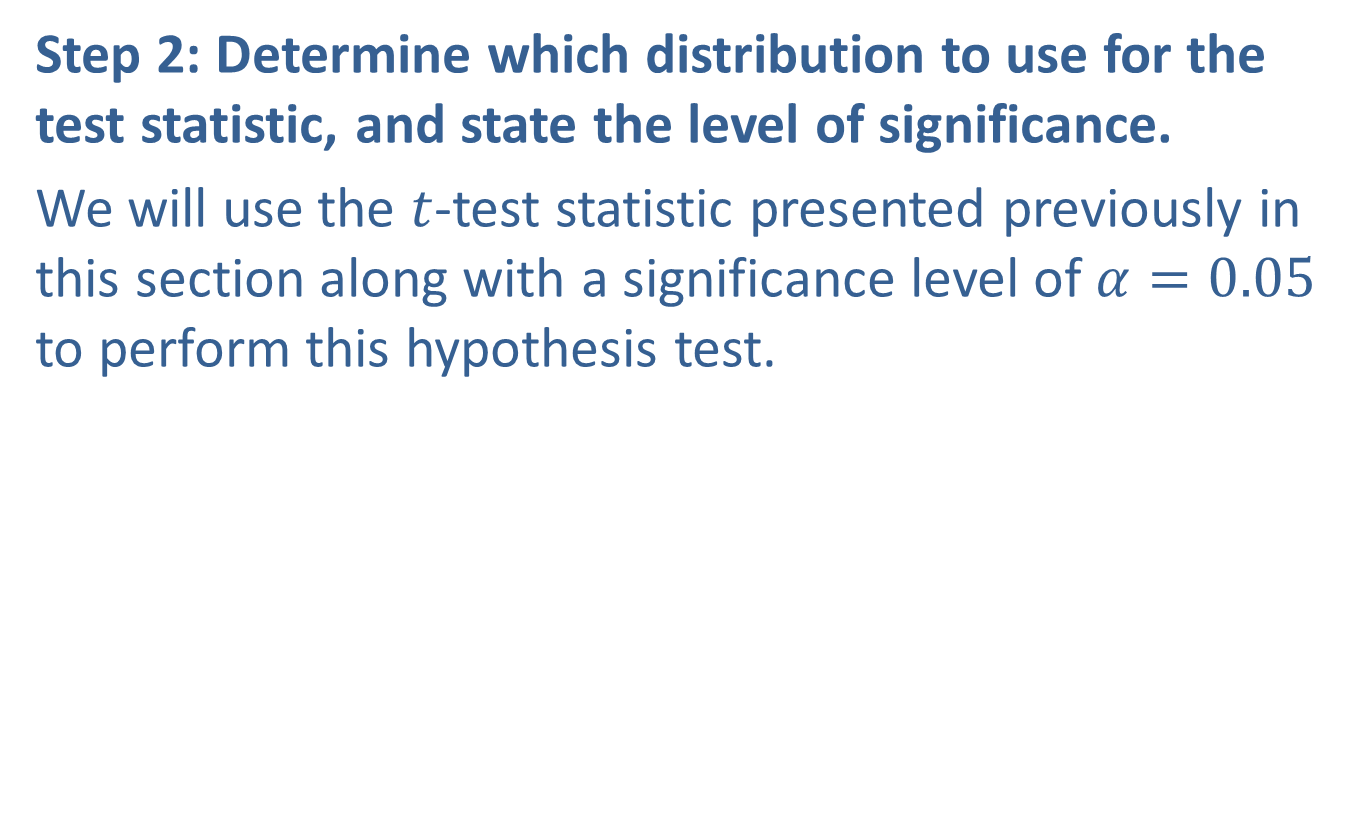 Step 2: Determine which distribution to use for the
test statistic, and state the level of significance.
We will use the t-test statistic presented previously in
this section along with a significance level of α = 0.05
to perform this hypothesis test.